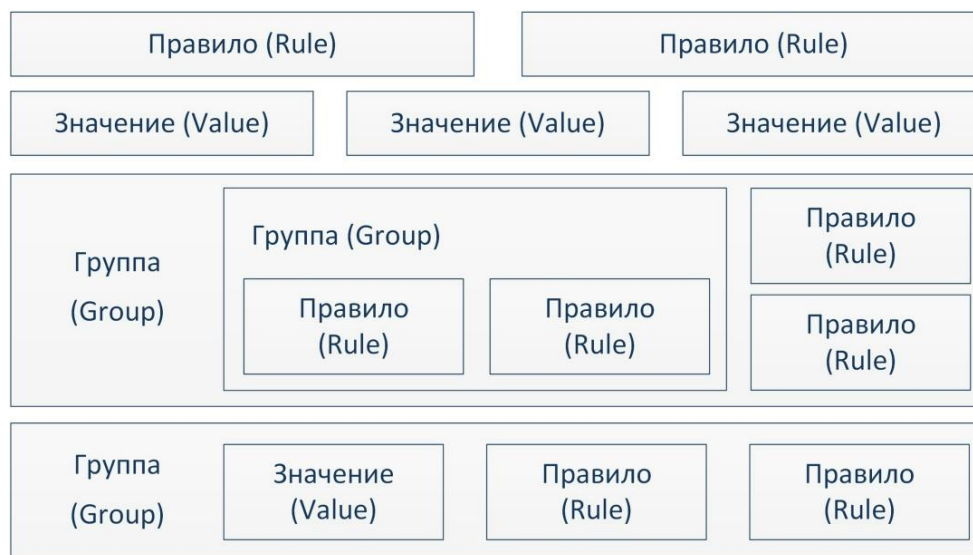 Правило (Rule)
Правило (Rule)
Значение (Value)
Значение (Value)
Значение (Value)
Группа
(Group)
Группа (Group)
Правило
(Rule)
Правило
(Rule)
Правило
(Rule)
Правило
(Rule)
Группа
(Group)
Значение
(Value)
Правило
(Rule)
Правило
(Rule)